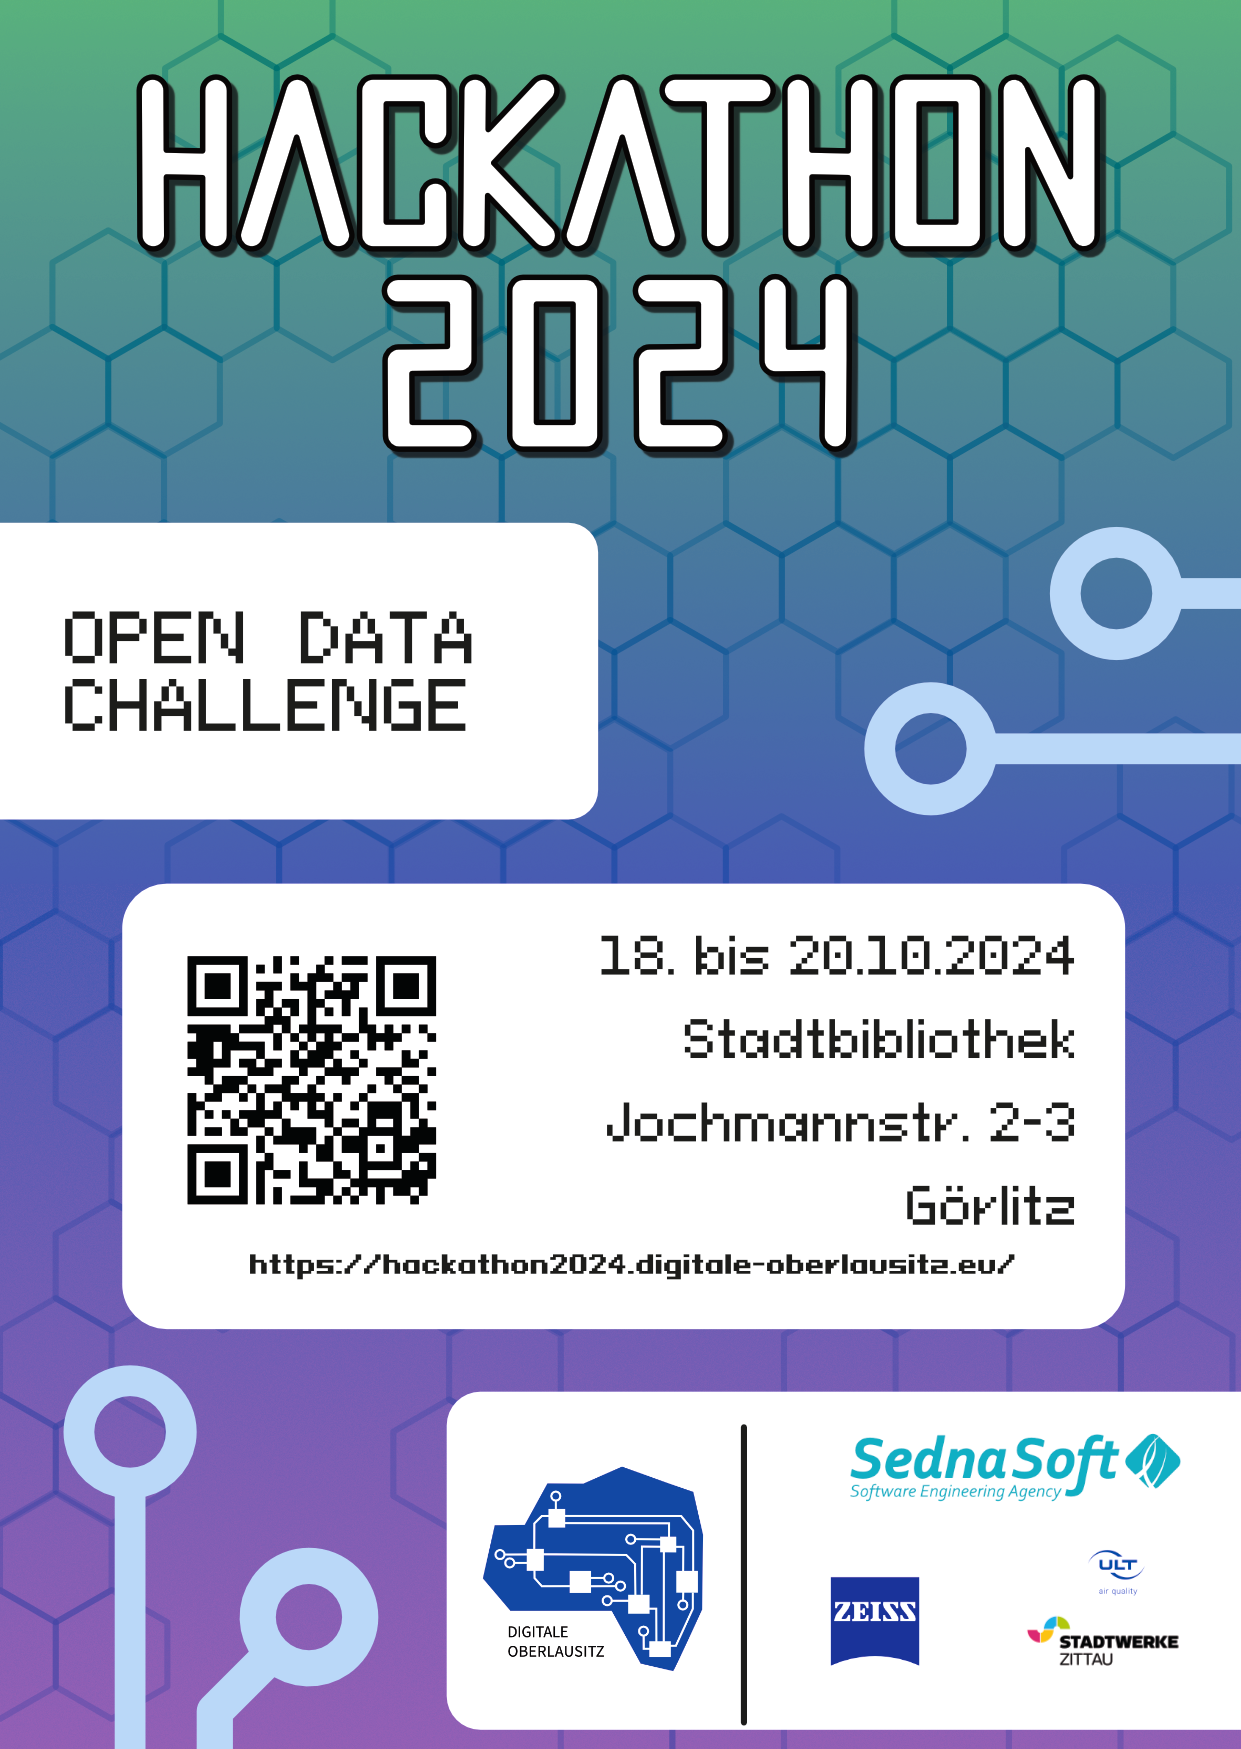 HACKATHON
2024
OPEN DATA
CHALLENGE
18. bis 20.10.2024
Stadtbibliothek
Jochmannstr. 2-3
Görlitz
https://hackathon2024.digitale-oberlausitz.eu/
SednaSoft
Software Engineering Agency
ULT
air quality
ZEISS
STADTWERKE
ZITTAU
DIGITALE
OBERLAUSITZ